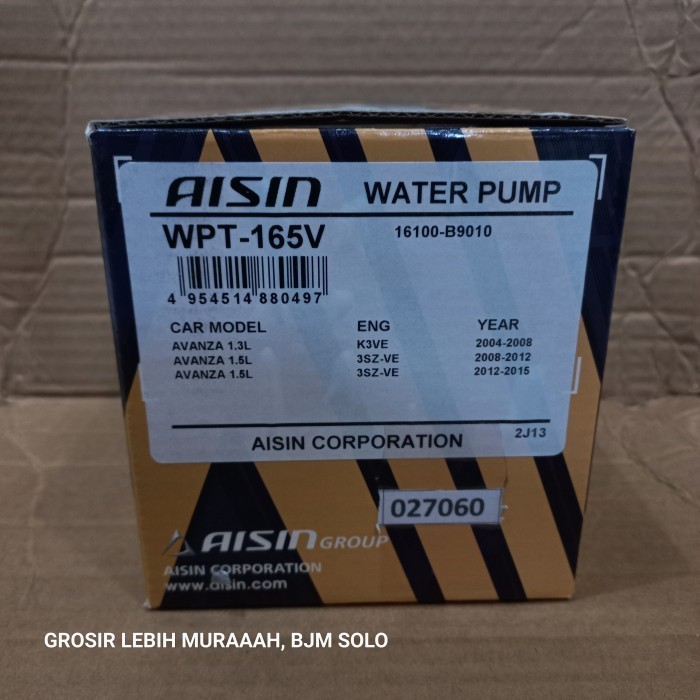 AISIN WATER PUMP
WPT-165V 16100-B9010
4 954514 880497
CAR MODEL ENG YEAR
AVANZA 1.3L K3VE 2004-2008
AVANZA 1.5L 3SZ-VE 2008-2012
AVANZA 1.5L 3SZ-VE 2012-2015
2J13
AISIN CORPORATION
027060
AISIN GROUP
AISIN CORPORATION
www.aisin.com
GROSIR LEBIH MURAAAH, BJM SOLO